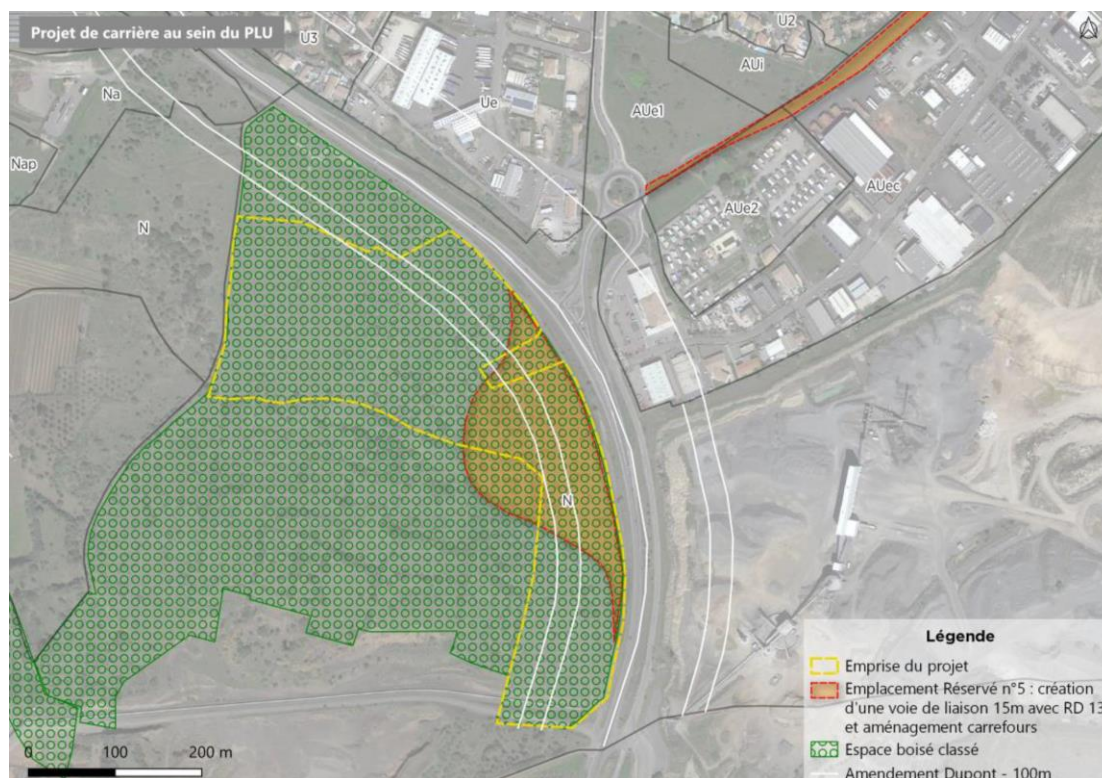 Projet de carrière au sein du PLU
U3
U2
Na
Ue
AUi
AUe1
Nap
AUec
AUe2
N
N
Légende
Emprise du projet
Emplacement Réservé n°5 : création
d'une voie de liaison 15m avec RD 13
et aménagement carrefours
Espace boisé classé
Amendement Dupont - 100m
0 100 200 m